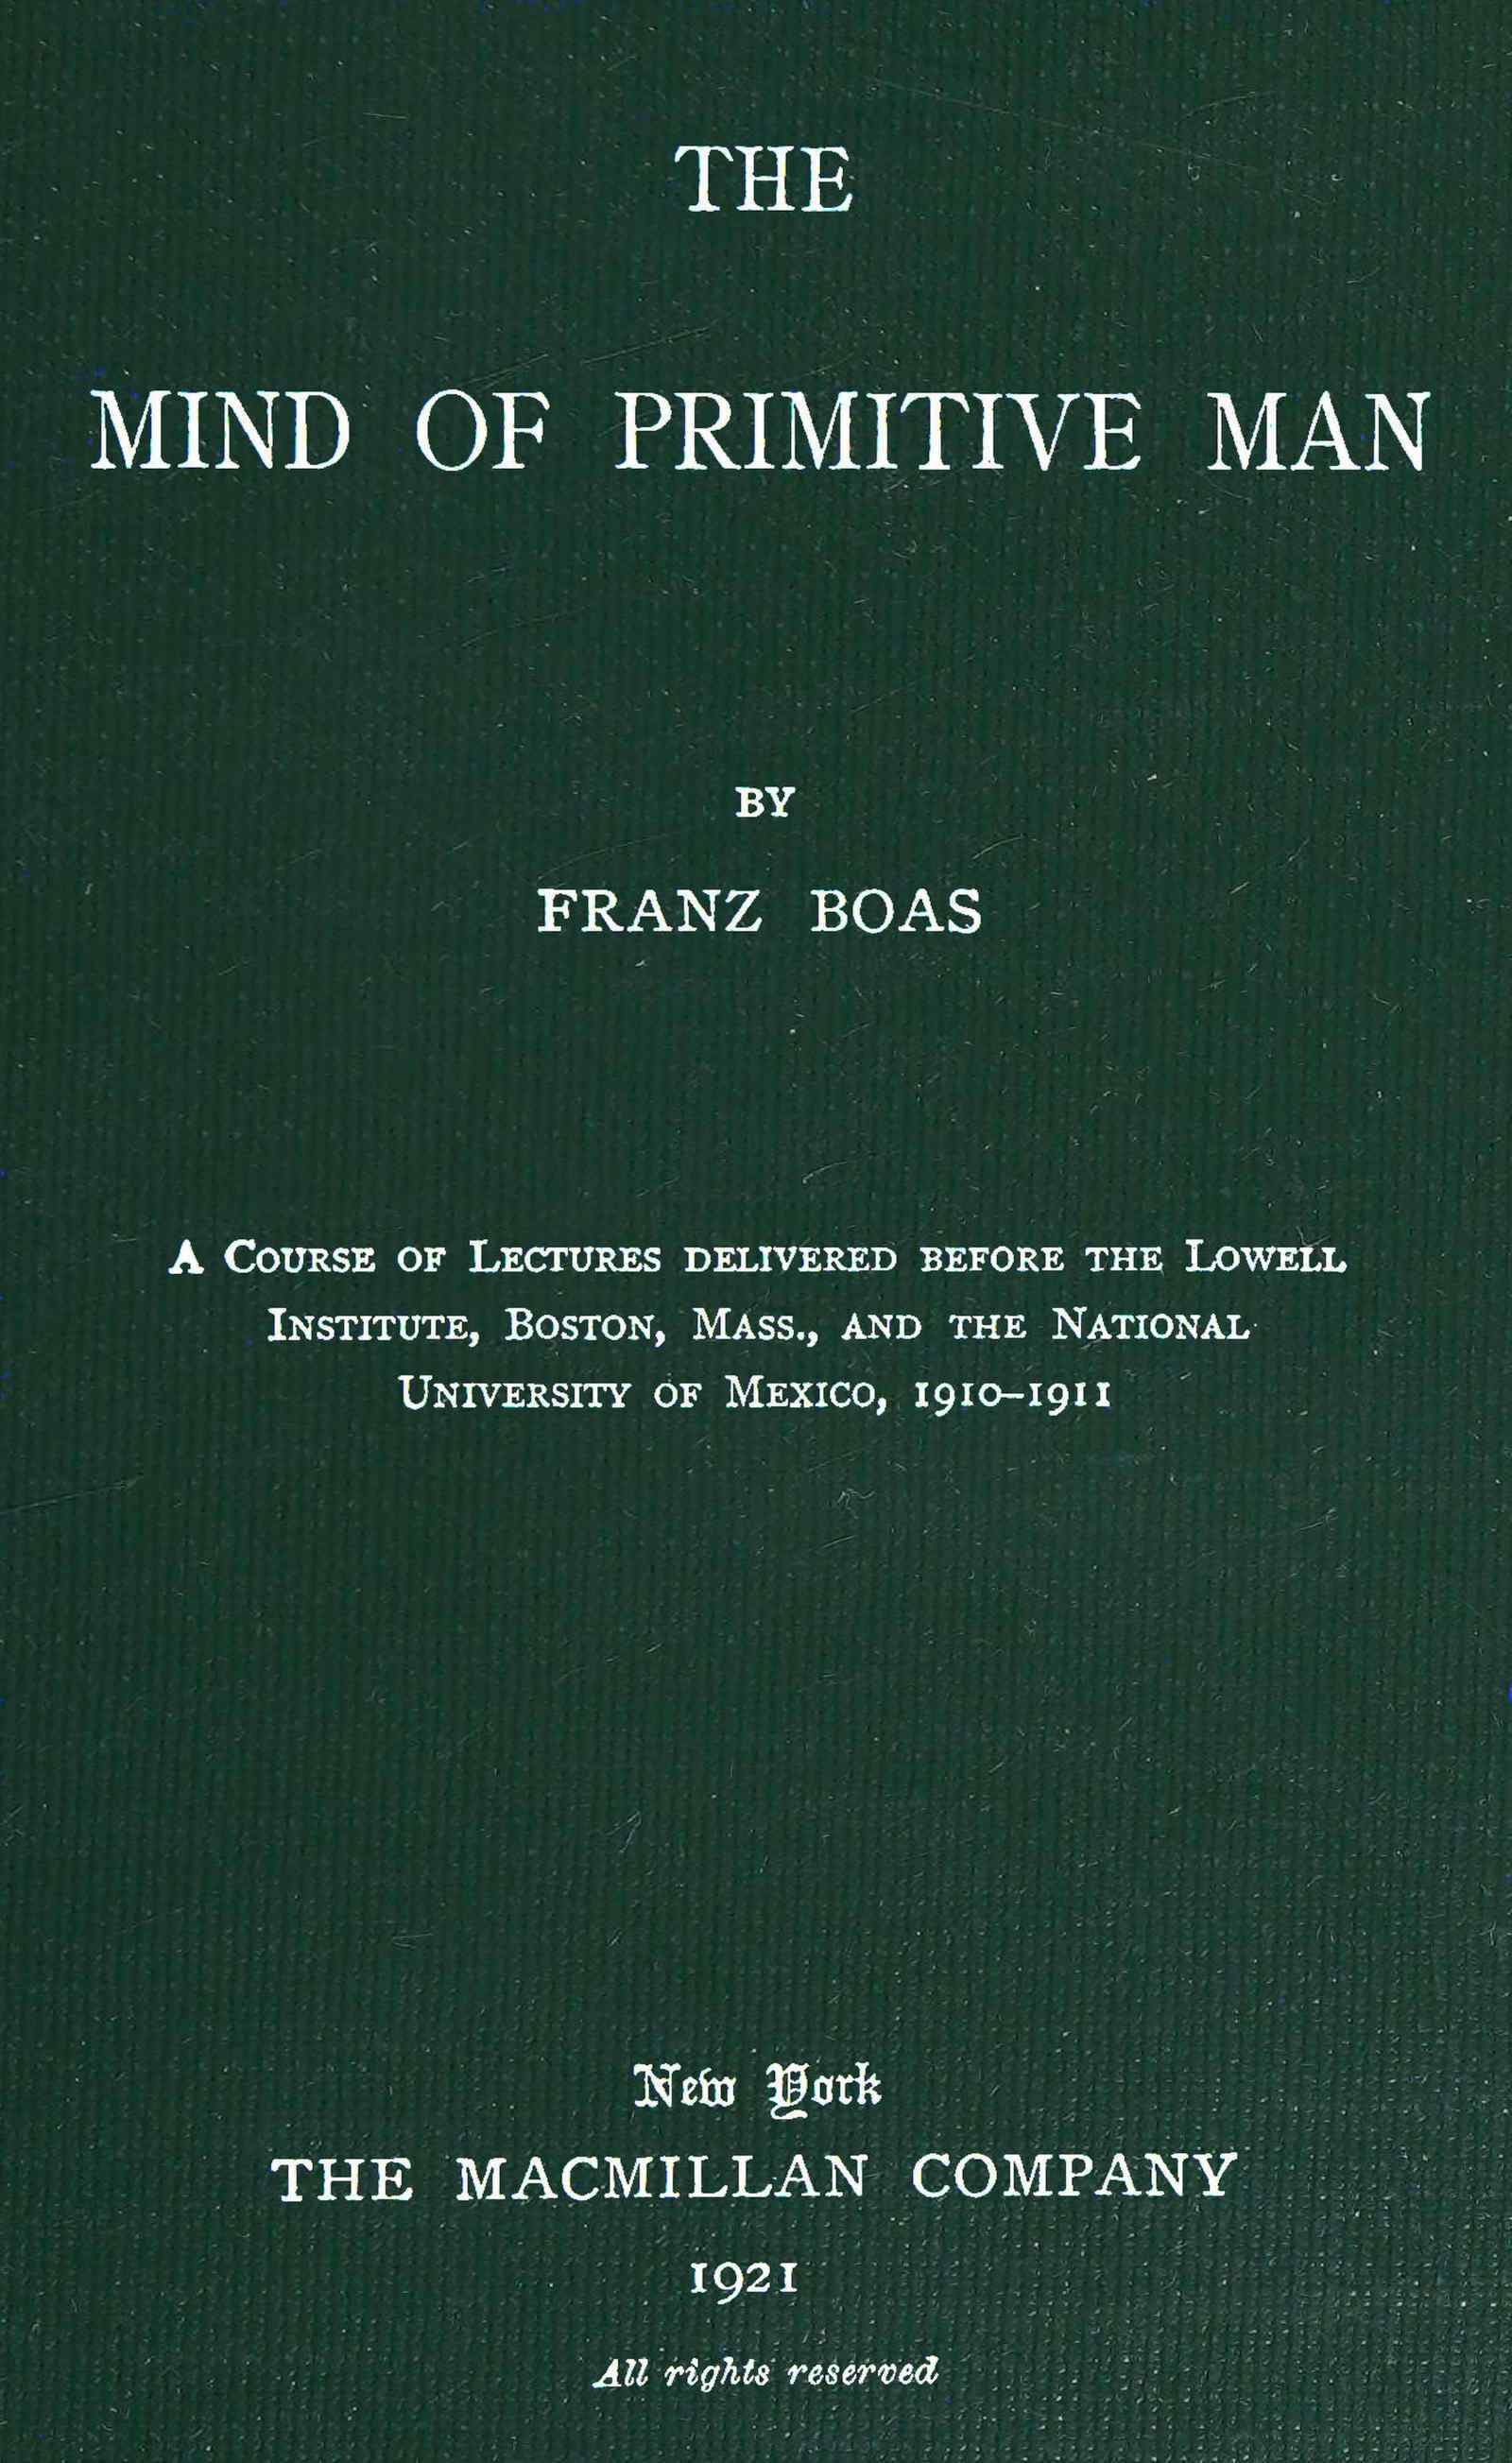 THE
MIND OF PRIMITIVE MAN
BY
FRANZ BOAS
A COURSE OF LECTURES DELIVERED BEFORE THE LOWELL
INSTITUTE, BOSTON, MASS., AND THE NATIONAL
UNIVERSITY OF MEXICO, 1910–1911
New York
THE MACMILLAN COMPANY
1921
All rights reserved